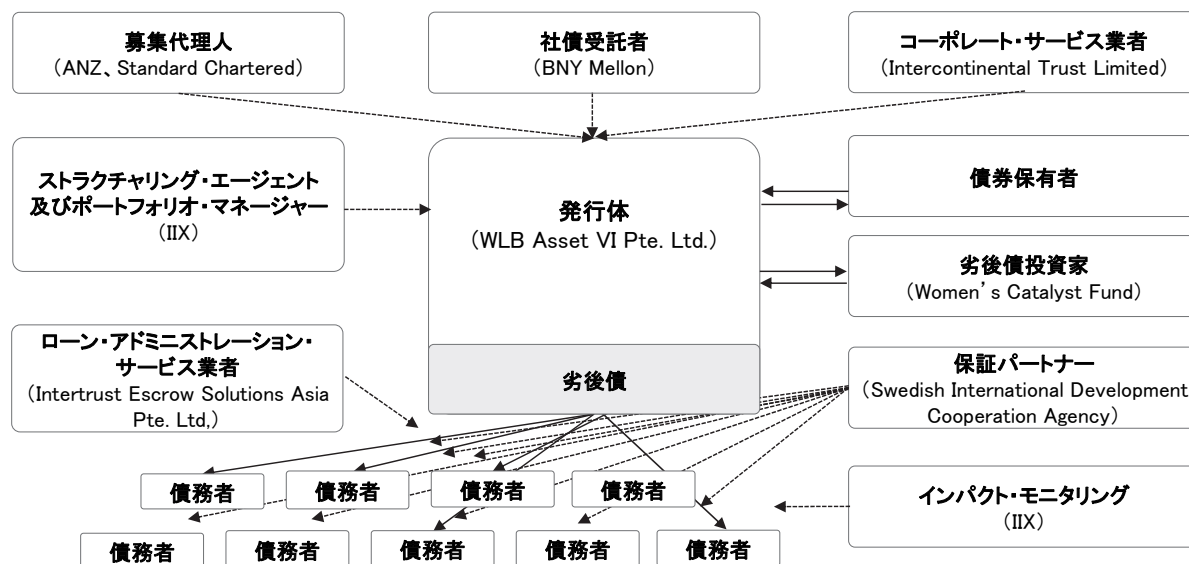 募集代理人
（ANZ、Standard Chartered）
社債受託者
（BNY Mellon）
コーポレート・サービス業者
（Intercontinental Trust Limited）
ストラクチャリング・エージェント
及びポートフォリオ・マネージャー
（IIX）
発行体
（WLB Asset VI Pte. Ltd.）
債券保有者
劣後債投資家
（Women’s Catalyst Fund）
ローン・アドミニストレーション・
サービス業者
（Intertrust Escrow Solutions Asia
Pte. Ltd,）
劣後債
保証パートナー
（Swedish International Development
Cooperation Agency）
債務者
債務者
債務者
債務者
インパクト・モニタリング
（IIX）
債務者
債務者
債務者
債務者
債務者